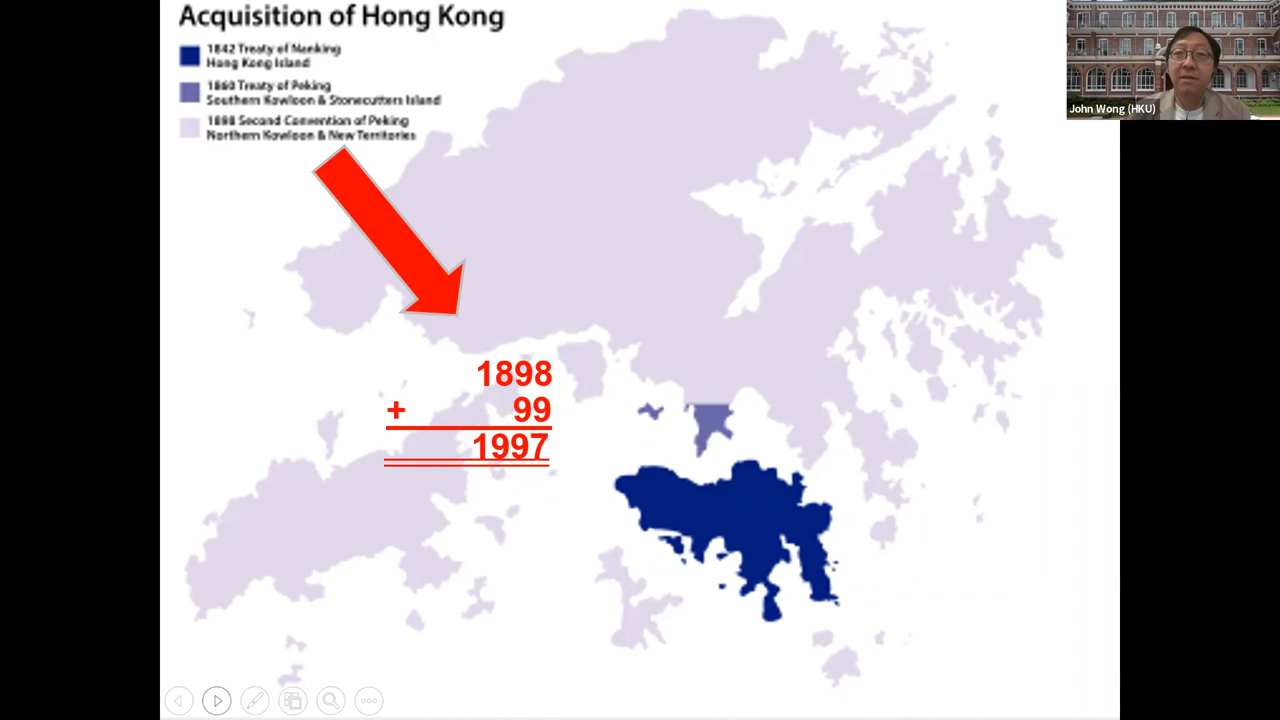 Acquisition of Hong Kong
1842 Treaty of Nanking
Hong Kong Island
1860 Treaty of Peking
Southern Kowloon & Stonecutters Island
1898 Second Convention of Peking
Northern Kowloon & New Territories
1898
+ 99
1997
John Wong (HKU)